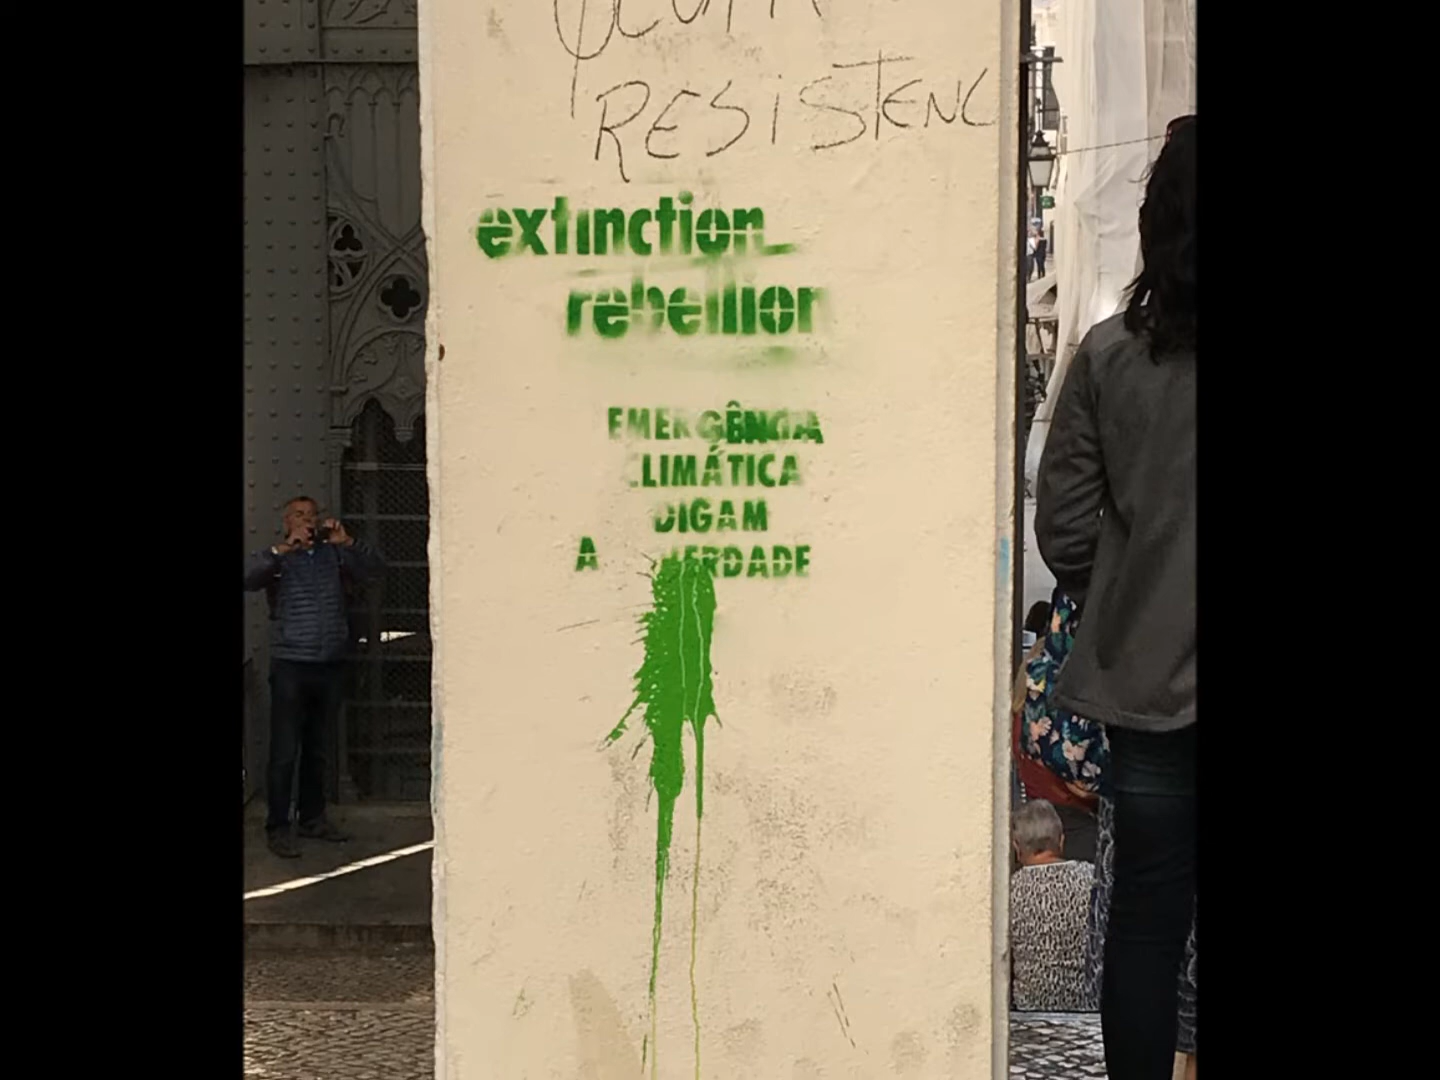 RESISTENC
extinction
rebellion
EMERGÊNCIA
CLIMÁTICA
DIGAM
A VERDADE